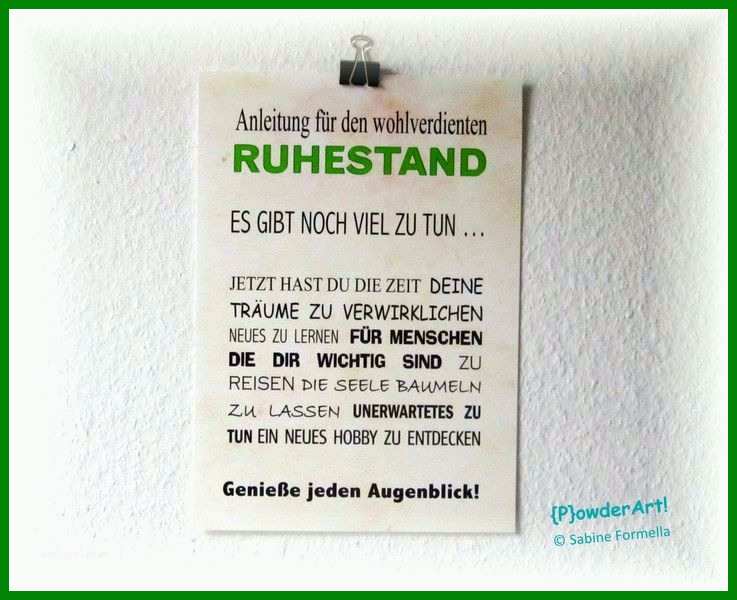 Anleitung für den wohlverdienten
RUHESTAND
ES GIBT NOCH VIEL ZU TUN ...
JETZT HAST DU DIE ZEIT DEINE
TRÄUME ZU VERWIRKLICHEN
NEUES ZU LERNEN FÜR MENSCHEN
DIE DIR WICHTIG SIND ZU
REISEN DIE SEELE BAUMELN
ZU LASSEN UNERWARTETES ZU
TUN EIN NEUES HOBBY ZU ENTDECKEN
Genieße jeden Augenblick!
{P}owderArt!
© Sabine Formella